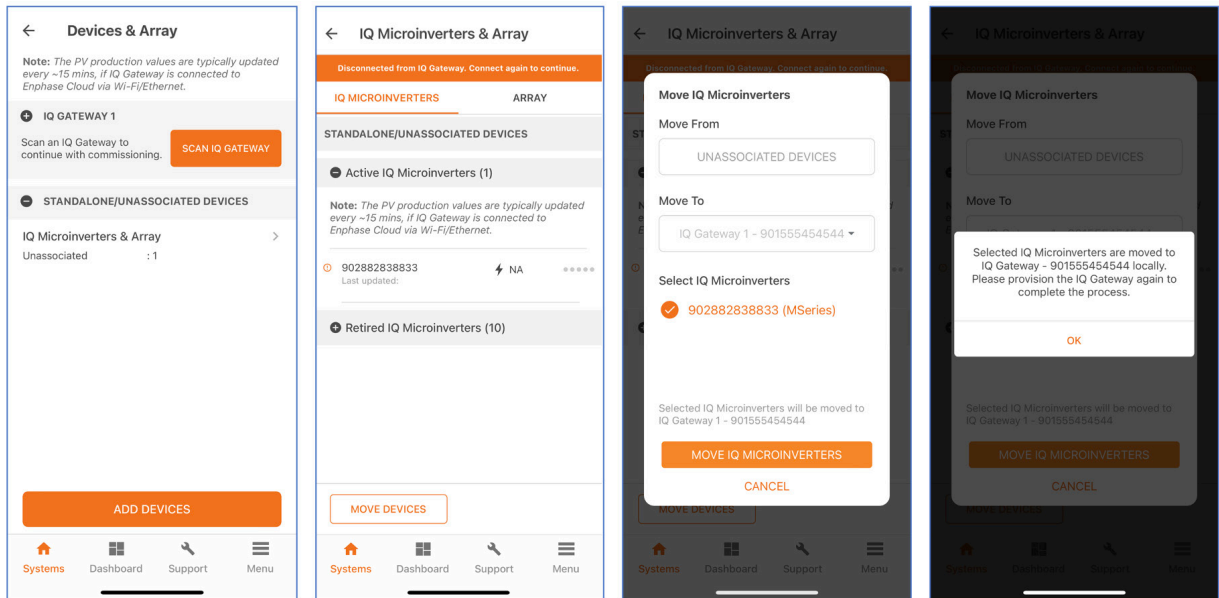 Devices & Array
Note: The PV production values are typically updated
every ~15 mins, if IQ Gateway is connected to
Enphase Cloud via Wi-Fi/Ethernet.
IQ GATEWAY 1
Scan an IQ Gateway to
continue with commissioning.
SCAN IQ GATEWAY
STANDALONE/UNASSOCIATED DEVICES
IQ Microinverters & Array
Unassociated : 1
ADD DEVICES
Systems Dashboard Support Menu
IQ Microinverters & Array
Disconnected from IQ Gateway. Connect again to continue.
IQ MICROINVERTERS ARRAY
STANDALONE/UNASSOCIATED DEVICES
Active IQ Microinverters (1)
Note: The PV production values are typically updated
every ~15 mins, if IQ Gateway is connected to
Enphase Cloud via Wi-Fi/Ethernet.
902882838833 NA
Last updated:
Retired IQ Microinverters (10)
MOVE DEVICES
Systems Dashboard Support Menu
IQ Microinverters & Array
Disconnected from IQ Gateway. Connect again to continue.
Move IQ Microinverters
Move From
UNASSOCIATED DEVICES
Move To
IQ Gateway 1 - 901555454544
Select IQ Microinverters
902882838833 (MSeries)
Selected IQ Microinverters will be moved to
IQ Gateway 1 - 901555454544
MOVE IQ MICROINVERTERS
CANCEL
MOVE DEVICES
Systems Dashboard Support Menu
IQ Microinverters & Array
Move IQ Microinverters
Move From
UNASSOCIATED DEVICES
Move To
Selected IQ Microinverters are moved to
IQ Gateway - 901555454544 locally.
Please provision the IQ Gateway again to
complete the process.
OK
Selected IQ Microinverters will be moved to
IQ Gateway 1 - 901555454544
MOVE IQ MICROINVERTERS
CANCEL
MOVE DEVICES
Systems Dashboard Support Menu